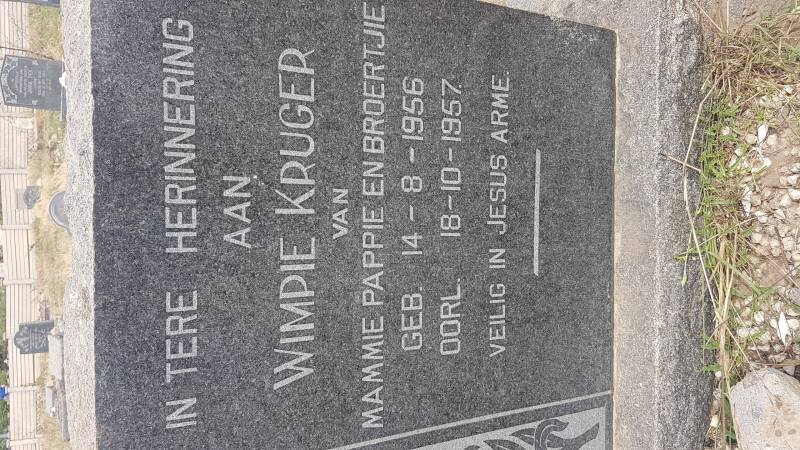 IN TERE HERINNERING
AAN
WIMPIE KRUGER
VAN
MAMMIE PAPPIE EN BROERTJIE
GEB. 14-8-1956
OORL. 18-10-1957
VEILIG IN JESUS ARME.